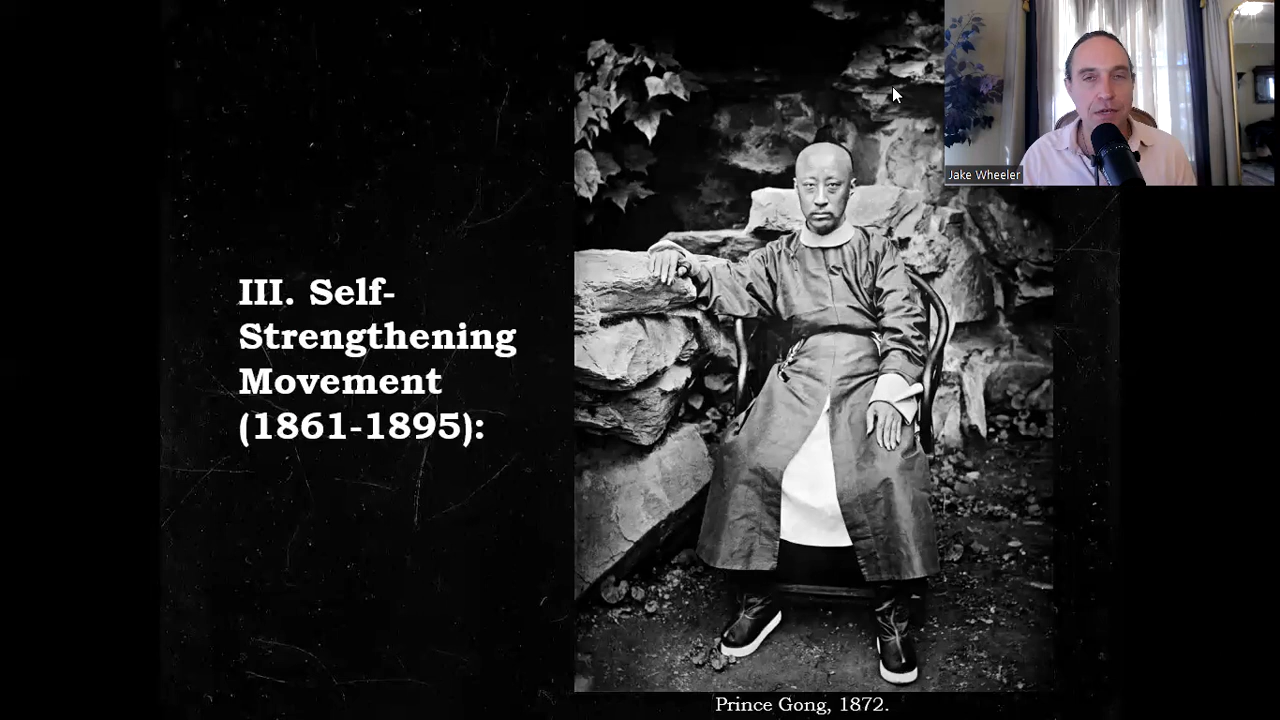 III. Self-
Strengthening
Movement
(1861-1895):
Jake Wheeler
Prince Gong, 1872.